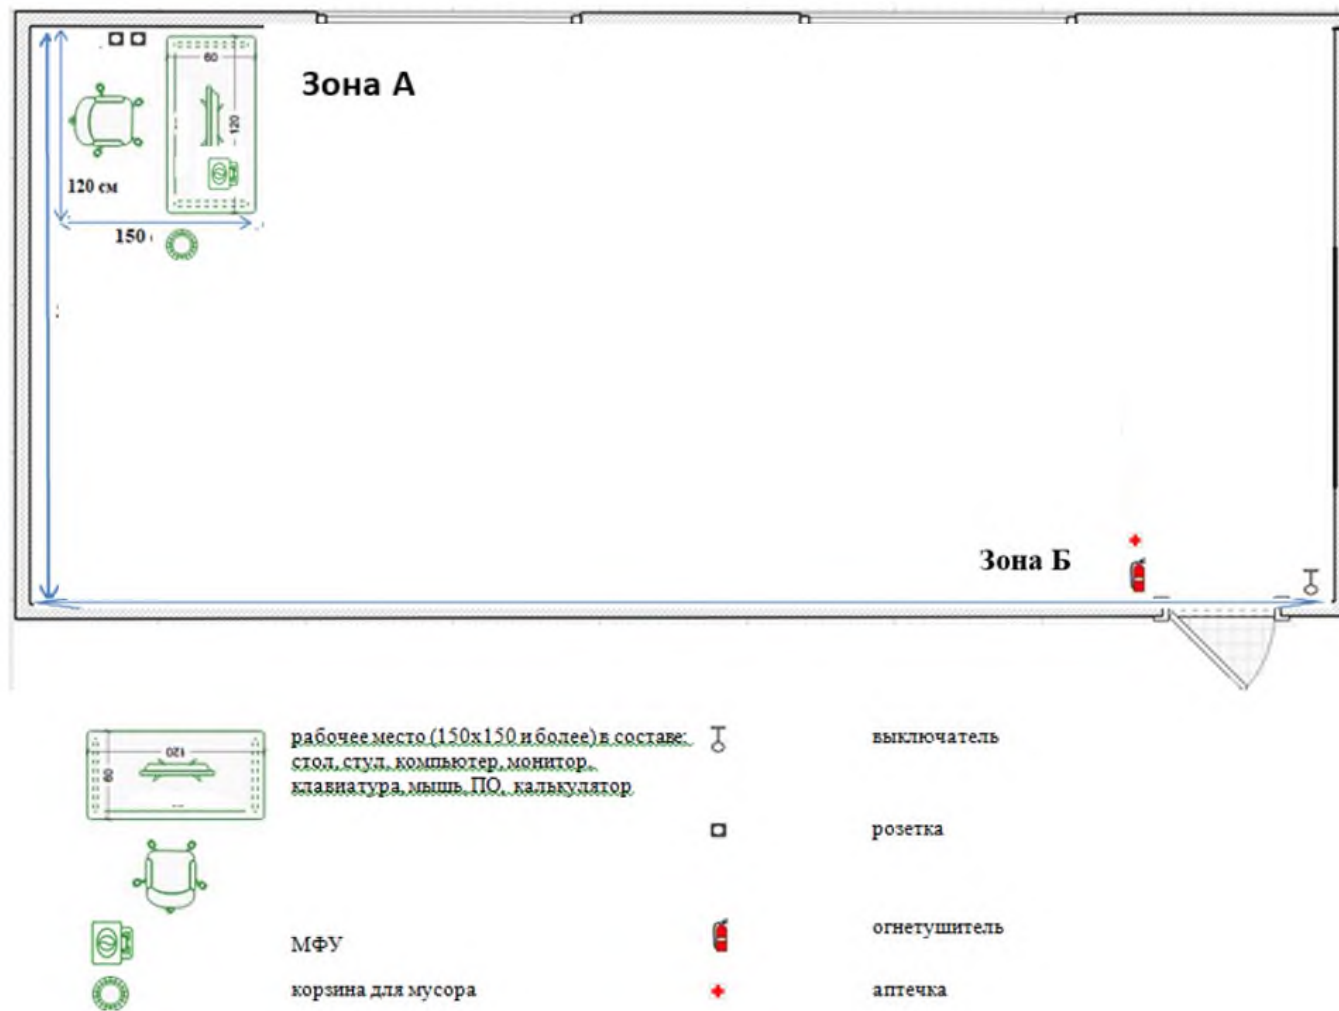 60
Зона А
120
120 см
150
Зона Б
рабочее место (150х150 и более) в составе:
стол, стул, компьютер, монитор,
клавиатура, мышь, ПО, калькулятор
120
60
выключатель
розетка
МФУ
огнетушитель
корзина для мусора
аптечка